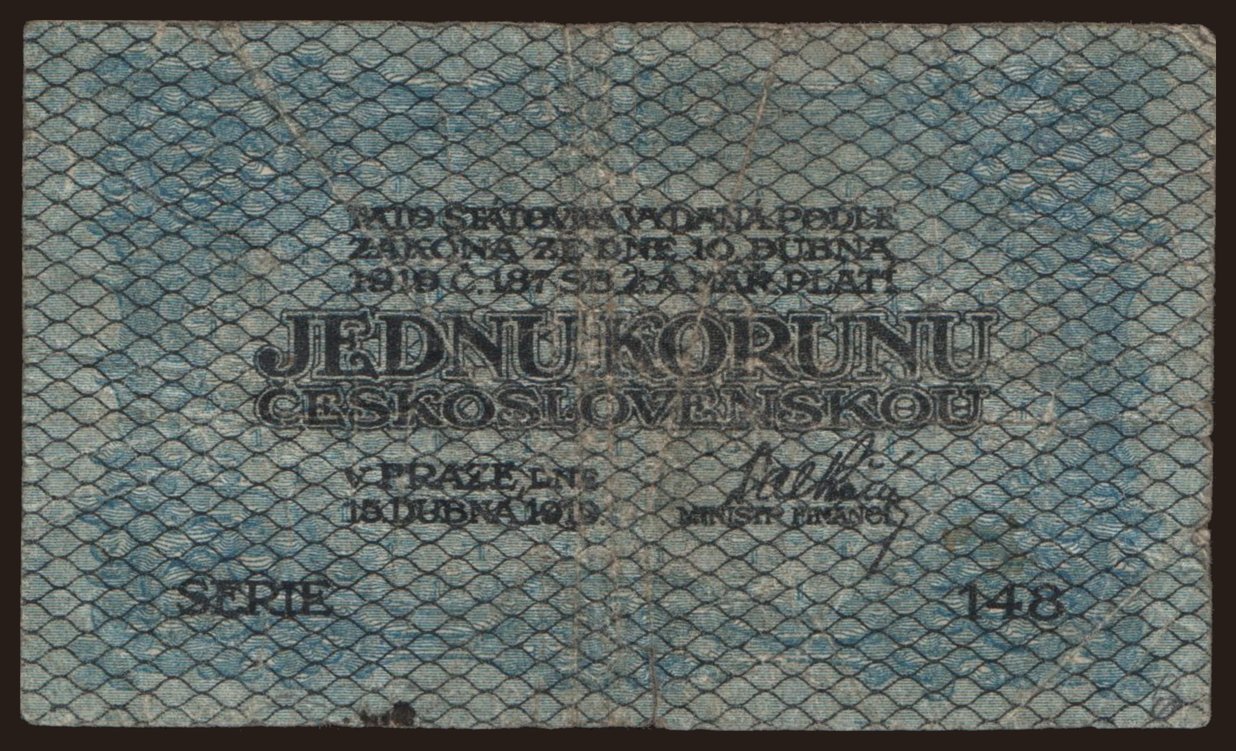 TATO STÁTOVKA VYDANÁ PODLE
ZÁKONA ZE DNE 10. DUBNA
1919 Č. 187 SB. Z. A NAŘ. PLATÍ
JEDNU KORUNU
ČESKOSLOVENSKOU
V PRAZE, DNE
15. DUBNA 1919.
MINISTR FINANCÍ
SERIE
148